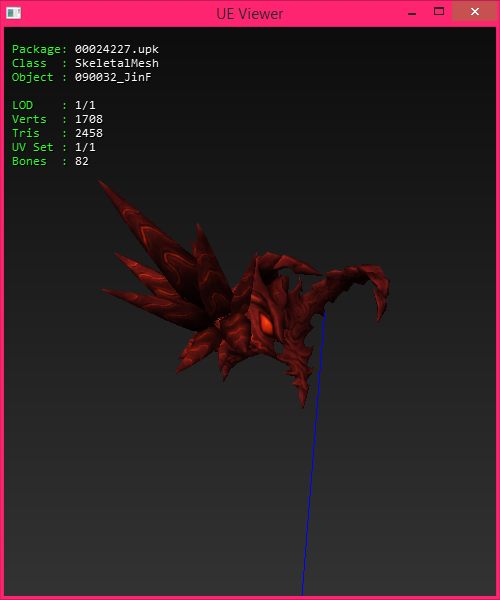 UE Viewer
Package: 00024227.upk
Class : SkeletalMesh
Object : 090032_JinF
LOD : 1/1
Verts : 1708
Tris : 2458
UV Set : 1/1
Bones : 82